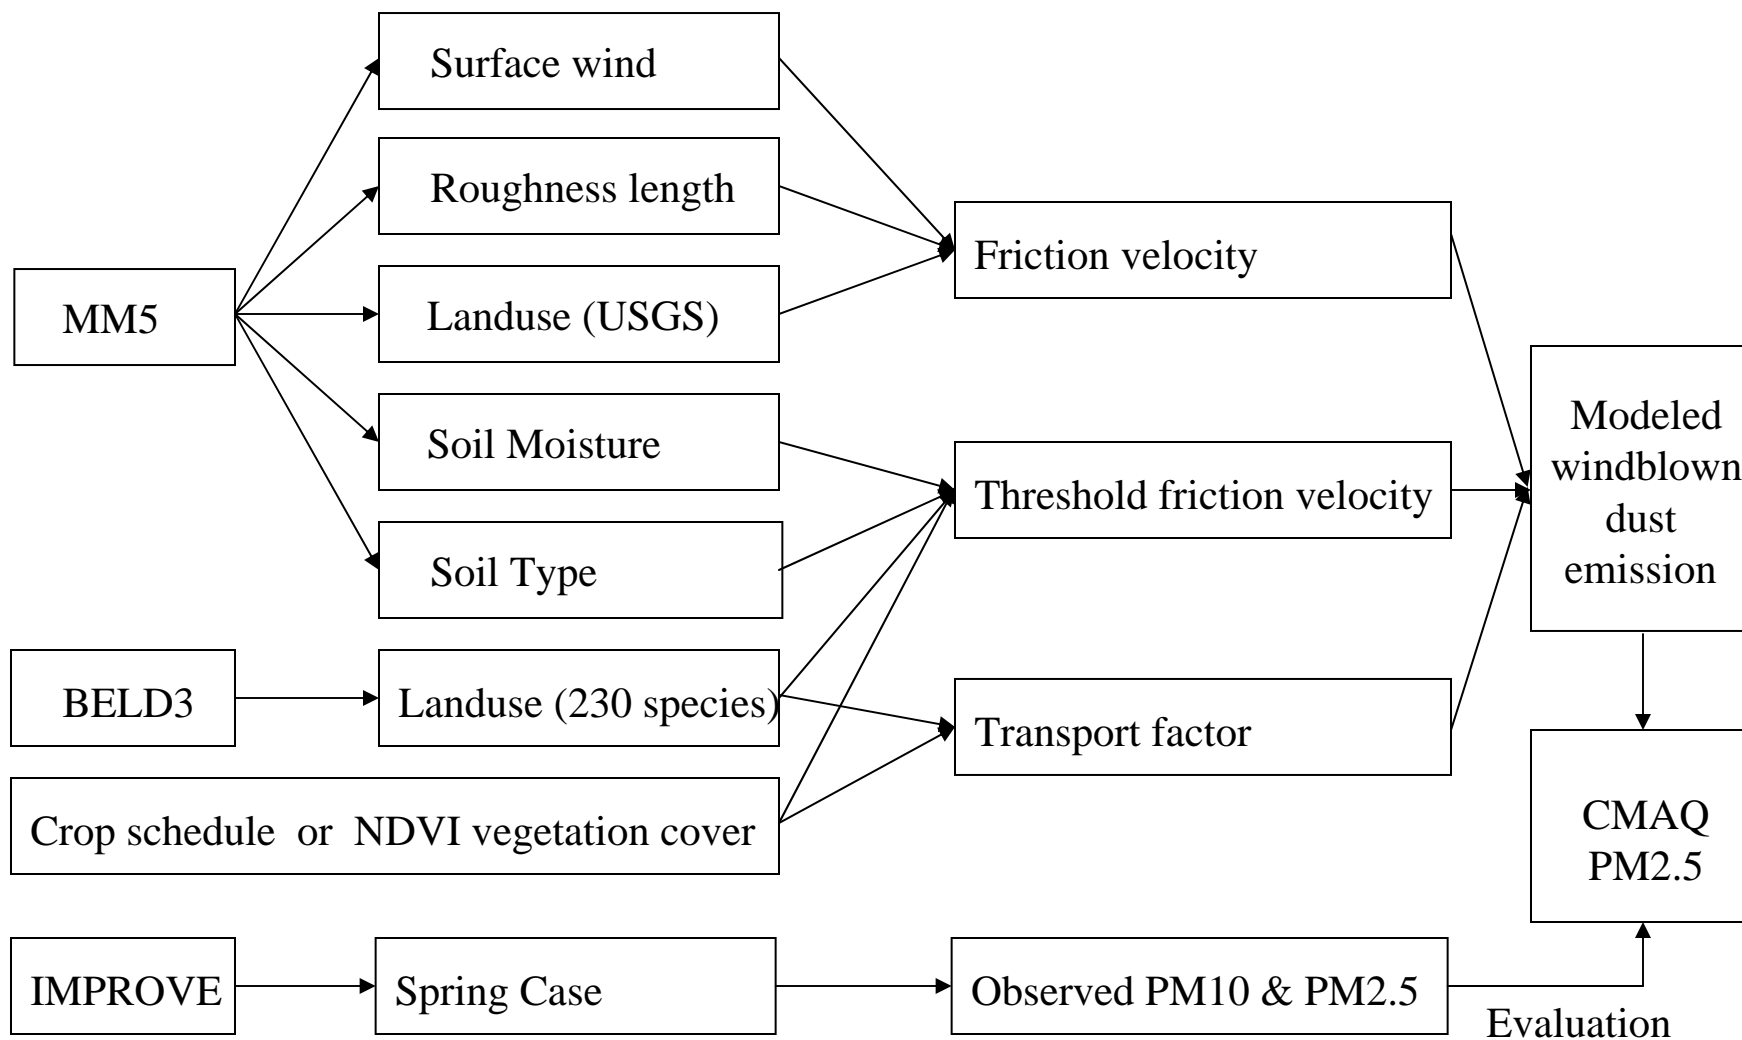 Surface wind
Roughness length
Friction velocity
MM5
Landuse (USGS)
Soil Moisture
Threshold friction velocity
Modeled
windblown
dust
emission
Soil Type
BELD3
Landuse (230 species)
Transport factor
Crop schedule or NDVI vegetation cover
CMAQ
PM2.5
IMPROVE
Spring Case
Observed PM10 & PM2.5
Evaluation